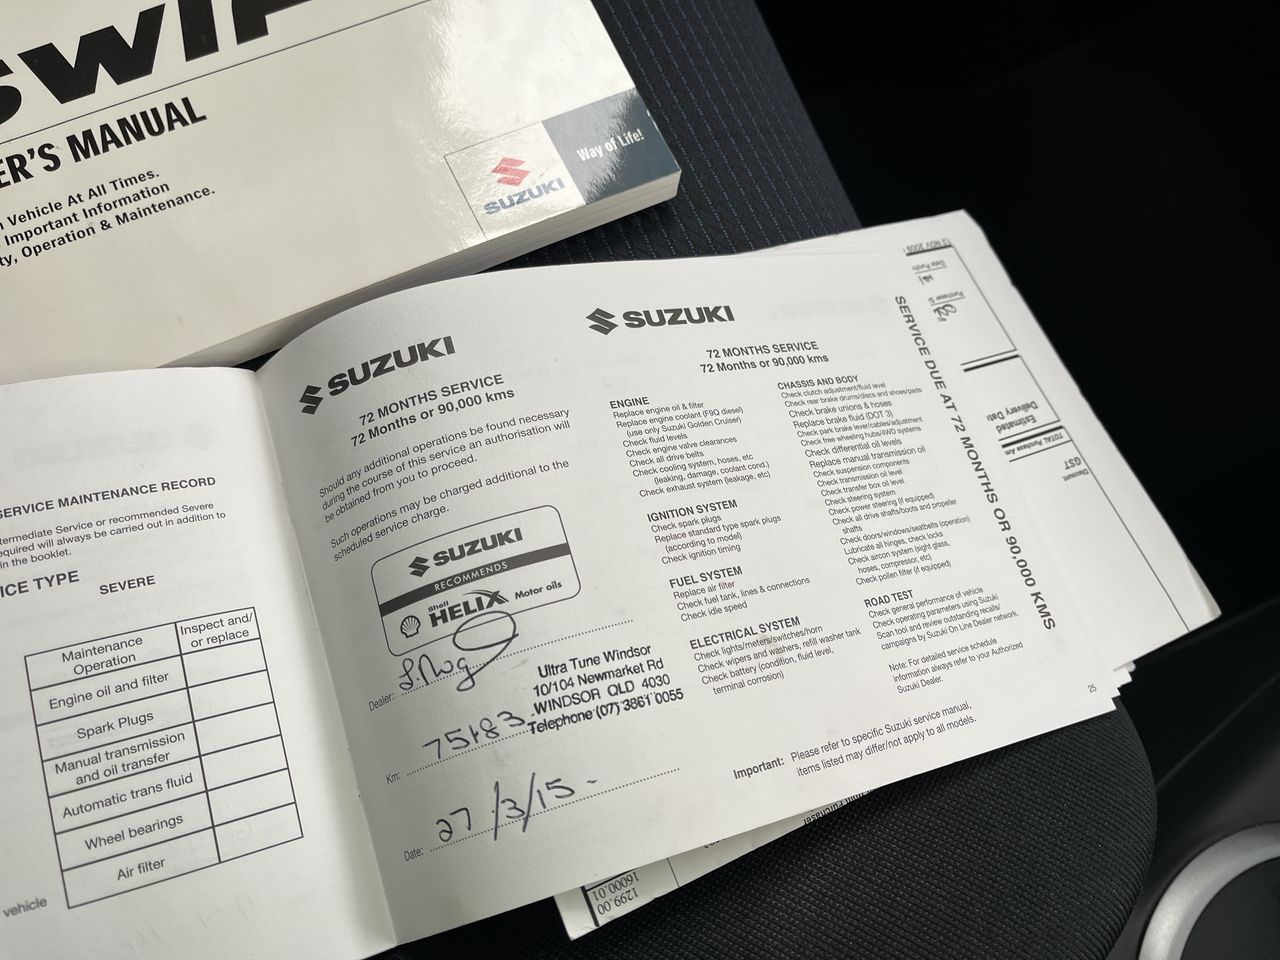 SWIF
ER'S MANUAL
Vehicle At All Times.
Important Information
ty, Operation & Maintenance.
SUZUKI
Way of Life!
SERVICE MAINTENANCE RECORD
ntermediate Service or recommended Severe
equired will always be carried out in addition to
in the booklet.
ICE TYPE
SEVERE
Maintenance Operation
Inspect and/ or replace
Engine oil and filter
Spark Plugs
Manual transmission and oil transfer
Automatic trans fluid
Wheel bearings
Air filter
vehicle
SUZUKI
72 MONTHS SERVICE
72 Months or 90,000 kms
Should any additional operations be found necessary
during the course of this service an authorisation will
be obtained from you to proceed.
Such operations may be charged additional to the
scheduled service charge.
SUZUKI
RECOMMENDS
Shell
HELIX Motor oils
Dealer:
Ultra Tune Windsor
10/104 Newmarket Rd
WINDSOR QLD 4030
Telephone (07) 3861 0055
Km: 75183
Date: 27/3/15
SUZUKI
72 MONTHS SERVICE
72 Months or 90,000 kms
ENGINE
Replace engine oil & filter
Replace engine coolant (F9Q diesel)
(use only Suzuki Golden Cruiser)
Check fluid levels
Check engine valve clearances
Check all drive belts
Check cooling system, hoses, etc
(leaking, damage, coolant cond.)
Check exhaust system (leakage, etc)
IGNITION SYSTEM
Check spark plugs
Replace standard type spark plugs
(according to model)
Check ignition timing
FUEL SYSTEM
Replace air filter
Check fuel tank, lines & connections
Check idle speed
ELECTRICAL SYSTEM
Check lights/meters/switches/horn
Check wipers and washers, refill washer tank
Check battery (condition, fluid level,
terminal corrosion)
CHASSIS AND BODY
Check clutch adjustment/fluid level
Check rear brake drums/discs and shoes/pads
Check brake unions & hoses
Replace brake fluid (DOT 3)
Check park brake lever/cables/adjustment
Check free wheeling hubs/4WD systems
Check differential oil levels
Replace manual transmission oil
Check suspension components
Check transmission oil level
Check transfer box oil level
Check steering system
Check power steering (if equipped)
Check all drive shafts/boots and propeller
shafts
Check doors/windows/seatbelts (operation)
Lubricate all hinges, check locks
Check aircon system (sight glass,
hoses, compressor, etc)
Check pollen filter (if equipped)
ROAD TEST
Check general performance of vehicle
Check operating parameters using Suzuki
Scan tool and review outstanding recalls/
campaigns by Suzuki On Line Dealer network.
Note: For detailed service schedule
information always refer to your Authorized
Suzuki Dealer.
Important: Please refer to specific Suzuki service manual,
items listed may differ/not apply to all models.
25
SERVICE DUE AT 72 MONTHS OR 90,000 KMS
Estimated
Delivery Date
TOTAL Purchase Am
GST
Discount
1299.00
16000.01